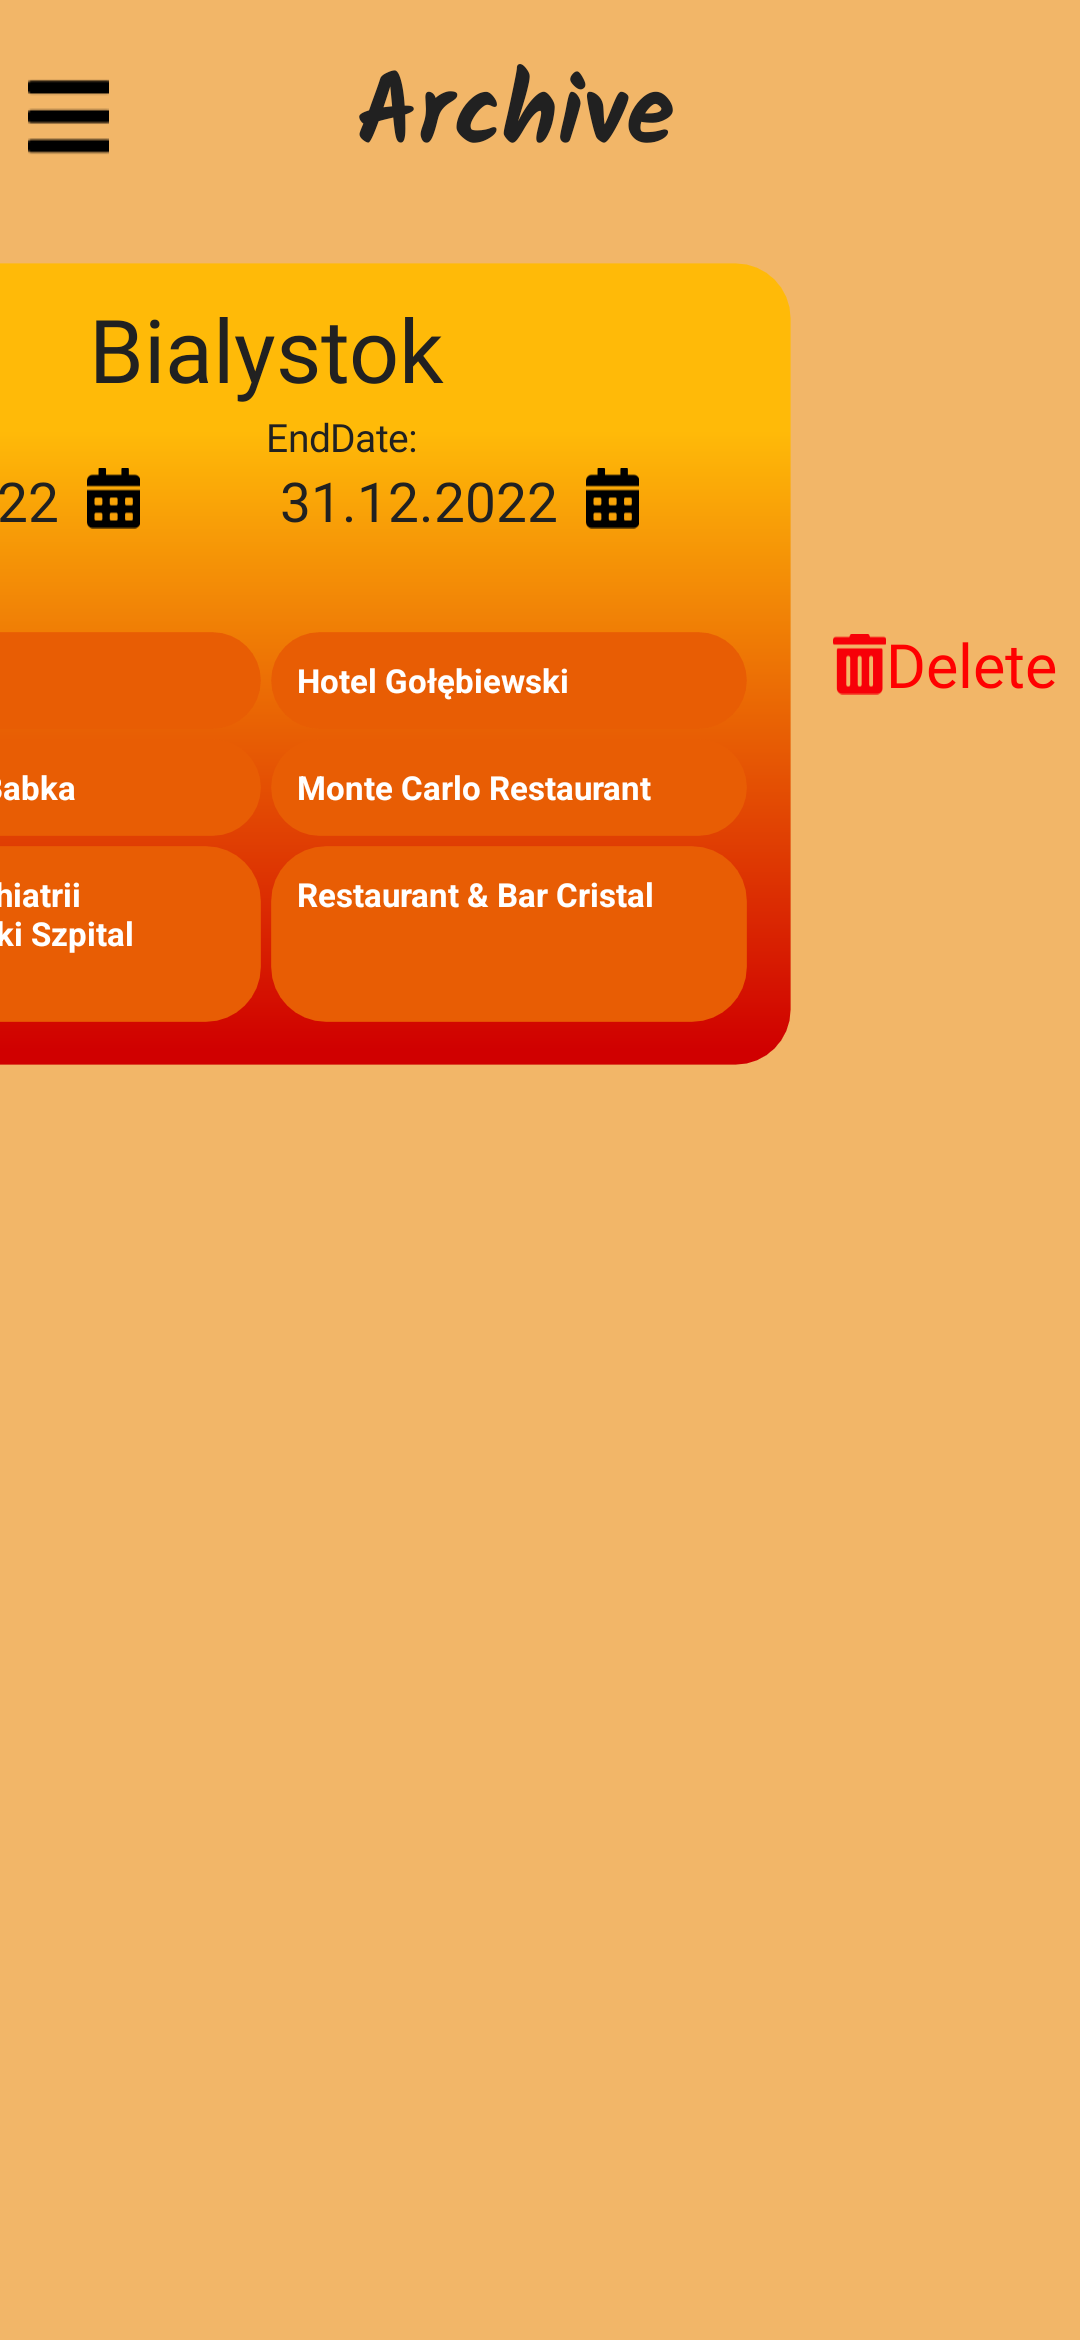 Archive
Bialystok
EndDate:
22 31.12.2022
Hotel Gołębiewski
Delete
Babka
Monte Carlo Restaurant
hiatrii
Restaurant & Bar Cristal
ki Szpital